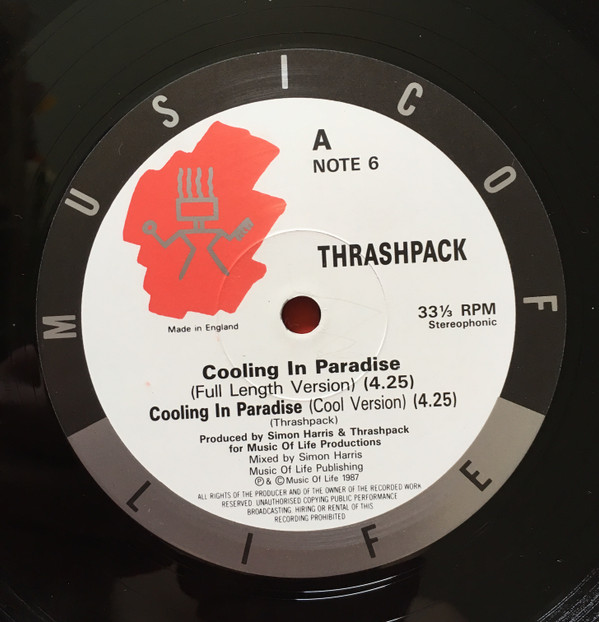 MUSIC OF LIFE
A
NOTE 6
THRASHPACK
Made in England
33⅓ RPM
Stereophonic
Cooling In Paradise
(Full Length Version) (4.25)
Cooling In Paradise (Cool Version) (4.25)
(Thrashpack)
Produced by Simon Harris & Thrashpack
for Music Of Life Productions
Mixed by Simon Harris
Music Of Life Publishing
℗ & © Music Of Life 1987
ALL RIGHTS OF THE PRODUCER AND OF THE OWNER OF THE RECORDED WORK
RESERVED. UNAUTHORISED COPYING PUBLIC PERFORMANCE
BROADCASTING. HIRING OR RENTAL OF THIS
RECORDING PROHIBITED